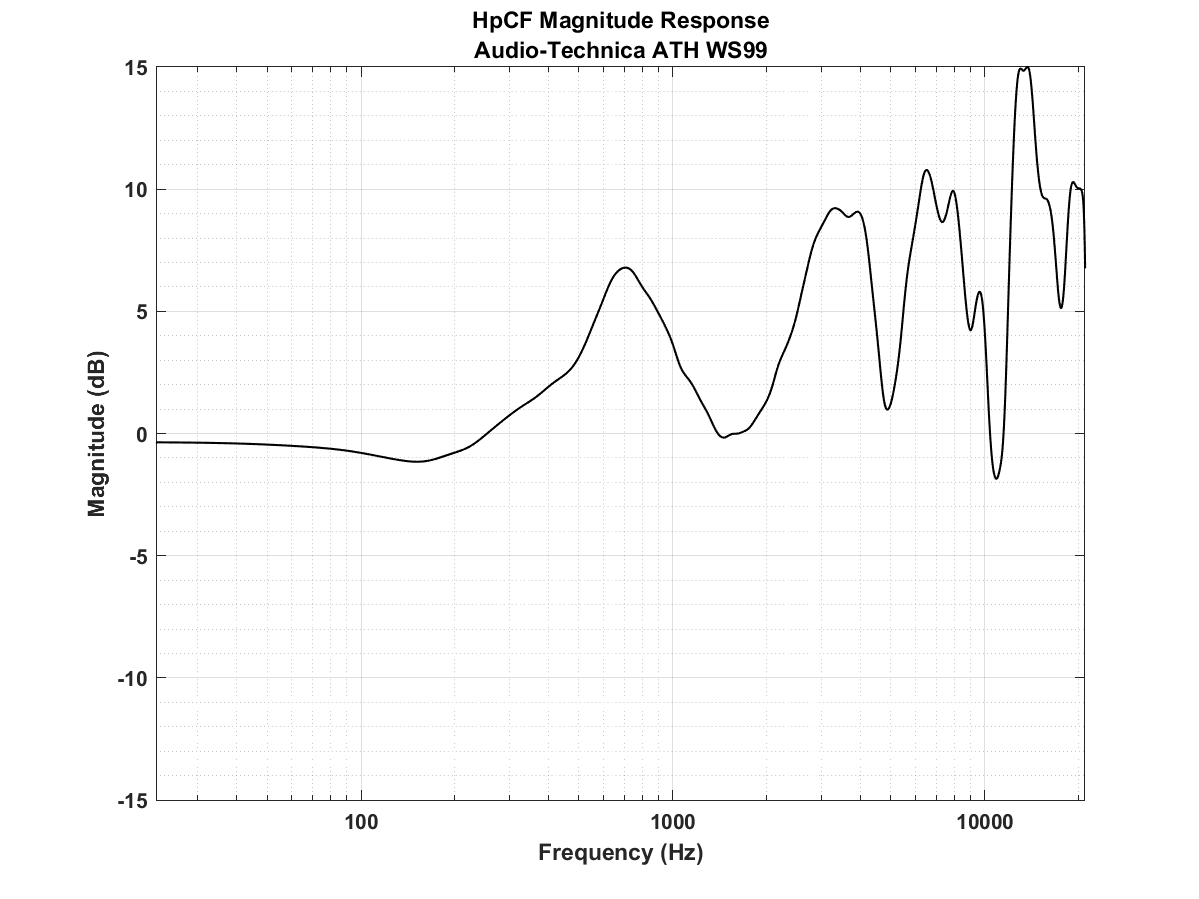 HpCF Magnitude Response
Audio-Technica ATH WS99
15
10
5
0
-5
-10
-15
Magnitude (dB)
100
1000
10000
Frequency (Hz)